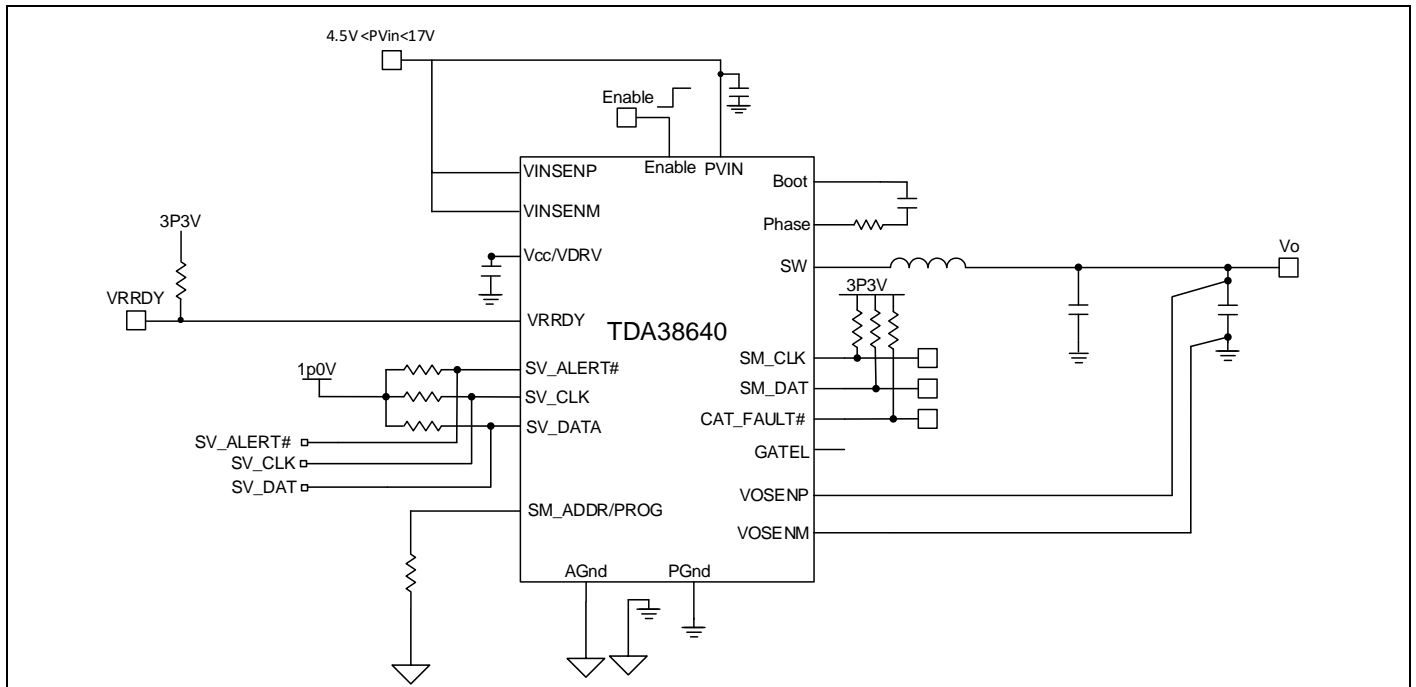 4.5V <PVin<17V
Enable
Enable PVIN
VINSENP
VINSENM
Vcc/VDRV
3P3V
VRRDY
VRRDY
TDA38640
1p0V
SV_ALERT#
SV_CLK
SV_DATA
SV_ALERT#
SV_CLK
SV_DAT
SM_ADDR/PROG
AGnd
PGnd
Boot
Phase
SW
Vo
3P3V
SM_CLK
SM_DAT
CAT_FAULT#
GATEL
VOSENP
VOSENM